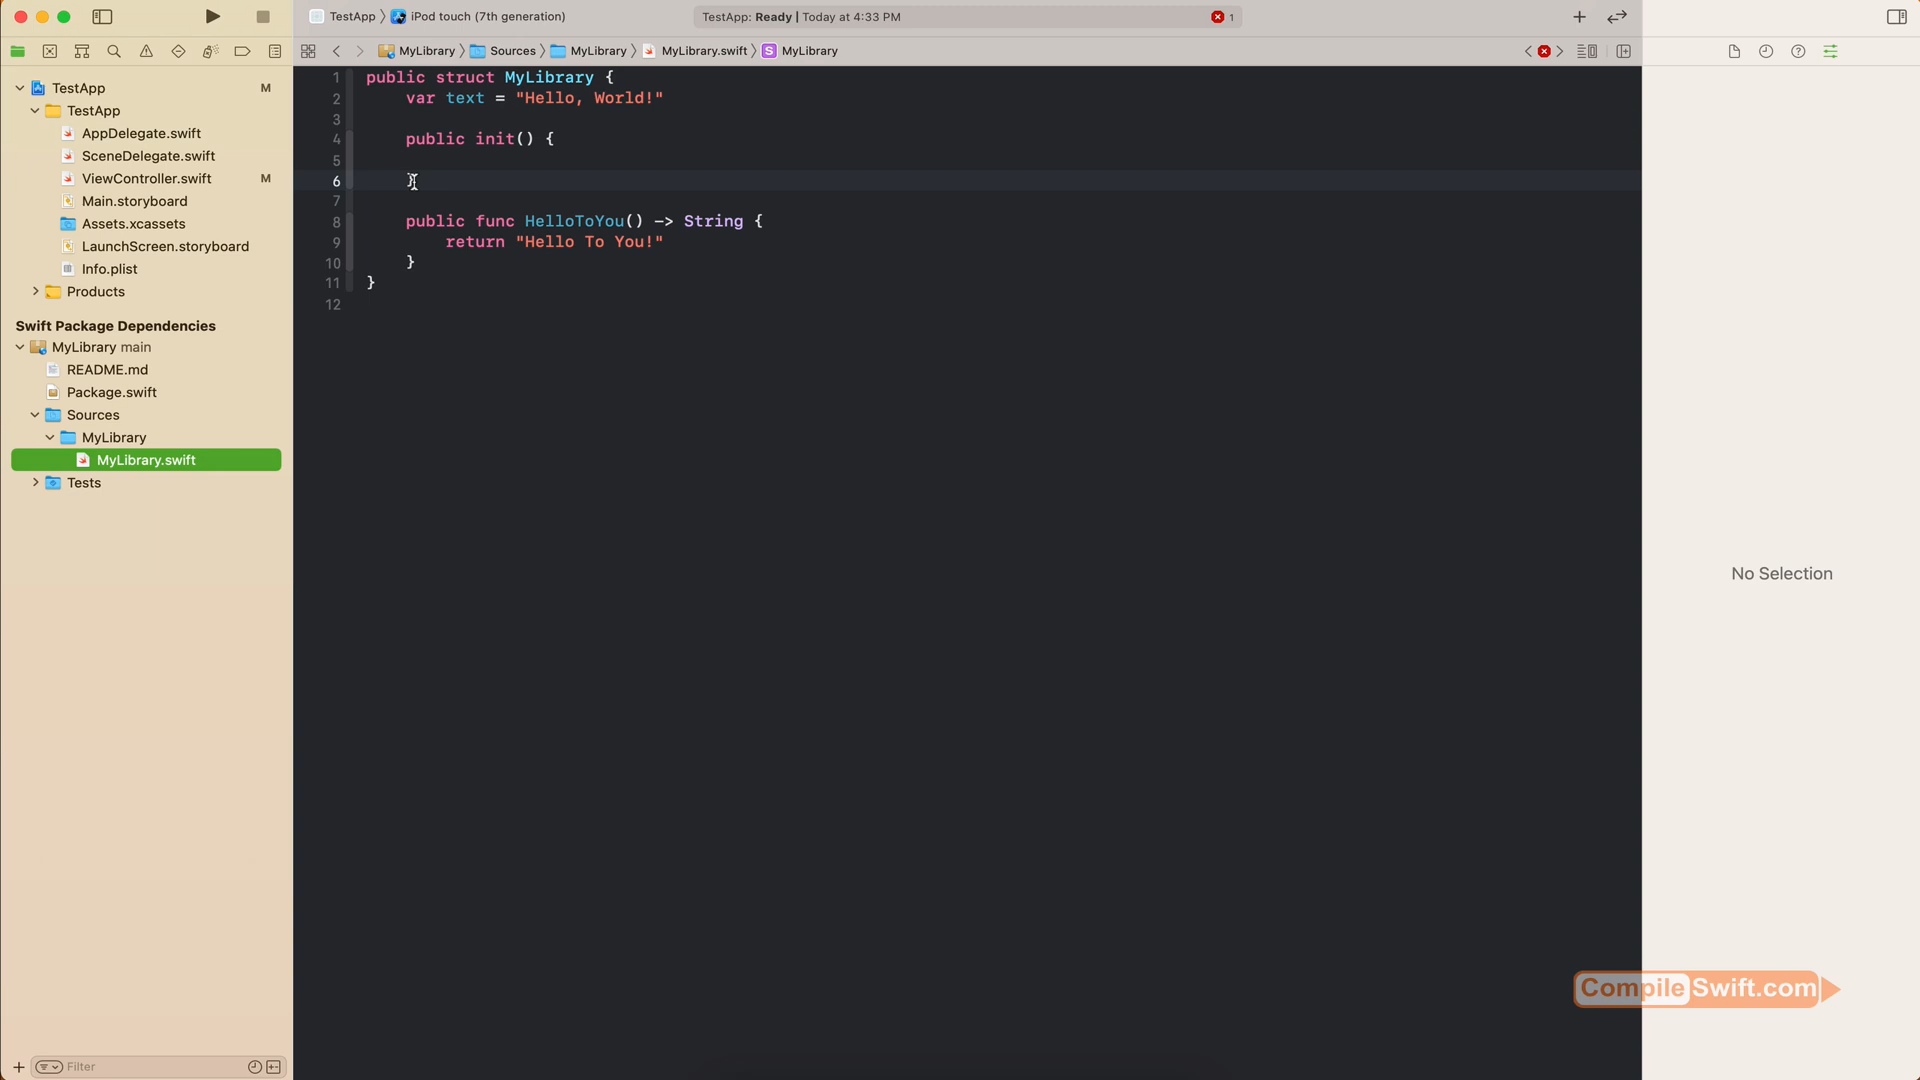 TestApp 〉 iPod touch (7th generation)
TestApp: Ready | Today at 4:33 PM
1
MyLibrary 〉 Sources 〉 MyLibrary 〉 MyLibrary.swift 〉 S MyLibrary
TestApp M
TestApp
AppDelegate.swift
SceneDelegate.swift
ViewController.swift M
Main.storyboard
Assets.xcassets
LaunchScreen.storyboard
Info.plist
Products
Swift Package Dependencies
MyLibrary main
README.md
Package.swift
Sources
MyLibrary
MyLibrary.swift
Tests
Filter
1 public struct MyLibrary {
2 var text = "Hello, World!"
3
4 public init() {
5
6 }
7
8 public func HelloToYou() -> String {
9 return "Hello To You!"
10 }
11 }
12
No Selection
CompileSwift.com